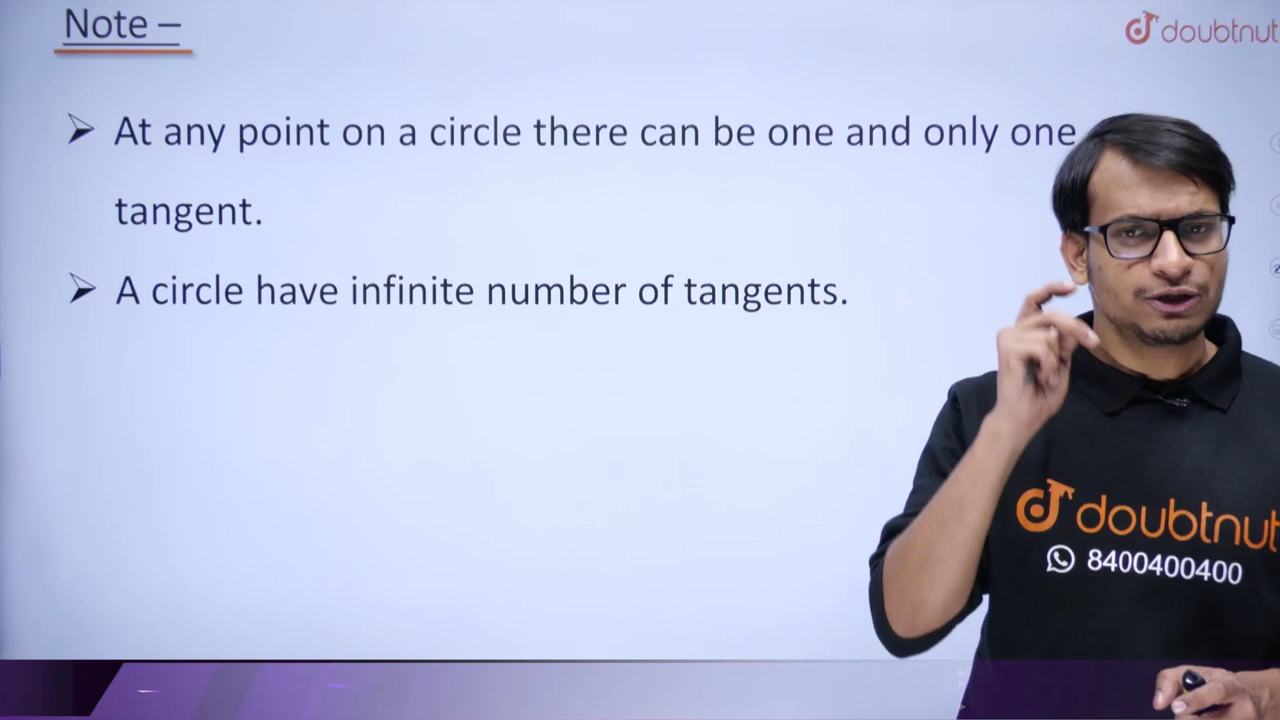 Note –
doubtnut
➢ At any point on a circle there can be one and only one
tangent.
➢ A circle have infinite number of tangents.
doubtnut
8400400400